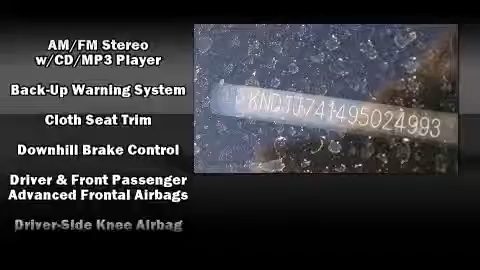 AM/FM Stereo
w/CD/MP3 Player
Back-Up Warning System
Cloth Seat Trim
Downhill Brake Control
Driver & Front Passenger
Advanced Frontal Airbags
Driver-Side Knee Airbag